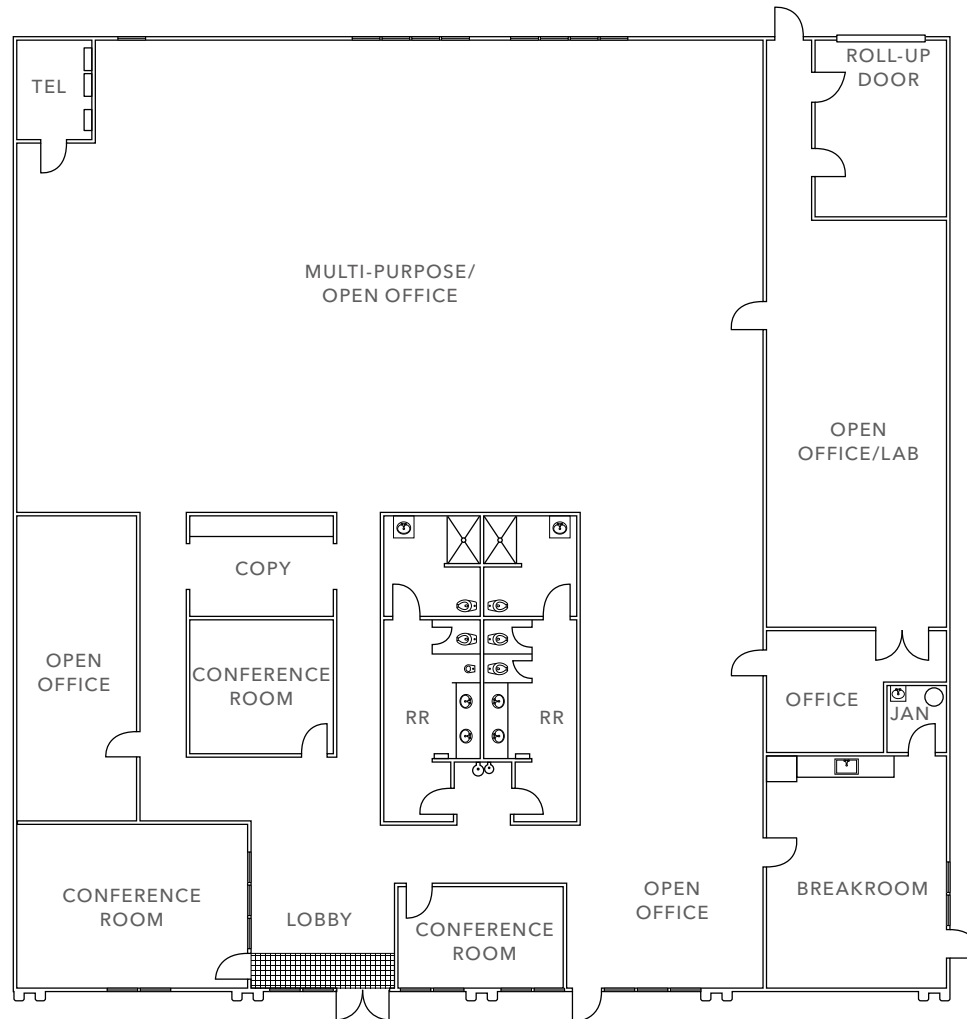 ROLL-UP
DOOR
TEL
MULTI-PURPOSE/
OPEN OFFICE
OPEN
OFFICE/LAB
COPY
OPEN
OFFICE
CONFERENCE
ROOM
RR
RR
OFFICE
JAN
CONFERENCE
ROOM
LOBBY
CONFERENCE
ROOM
OPEN
OFFICE
BREAKROOM